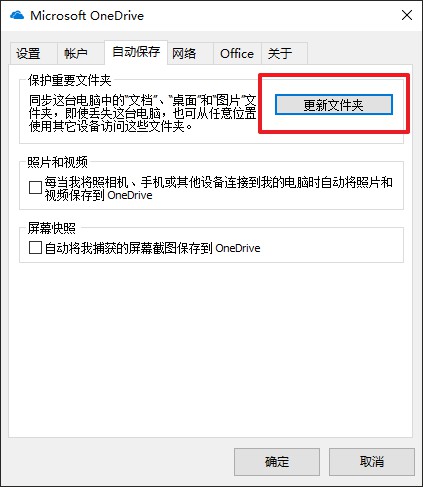 Microsoft OneDrive
设置 帐户 自动保存 网络 Office 关于
保护重要文件夹
同步这台电脑中的“文档”、“桌面”和“图片”文
件夹，即使丢失这台电脑，也可从任意位置
使用其它设备访问这些文件夹。
更新文件夹
照片和视频
每当我将照相机、手机或其他设备连接到我的电脑时自动将照片和
视频保存到 OneDrive
屏幕快照
自动将我捕获的屏幕截图保存到 OneDrive
确定 取消